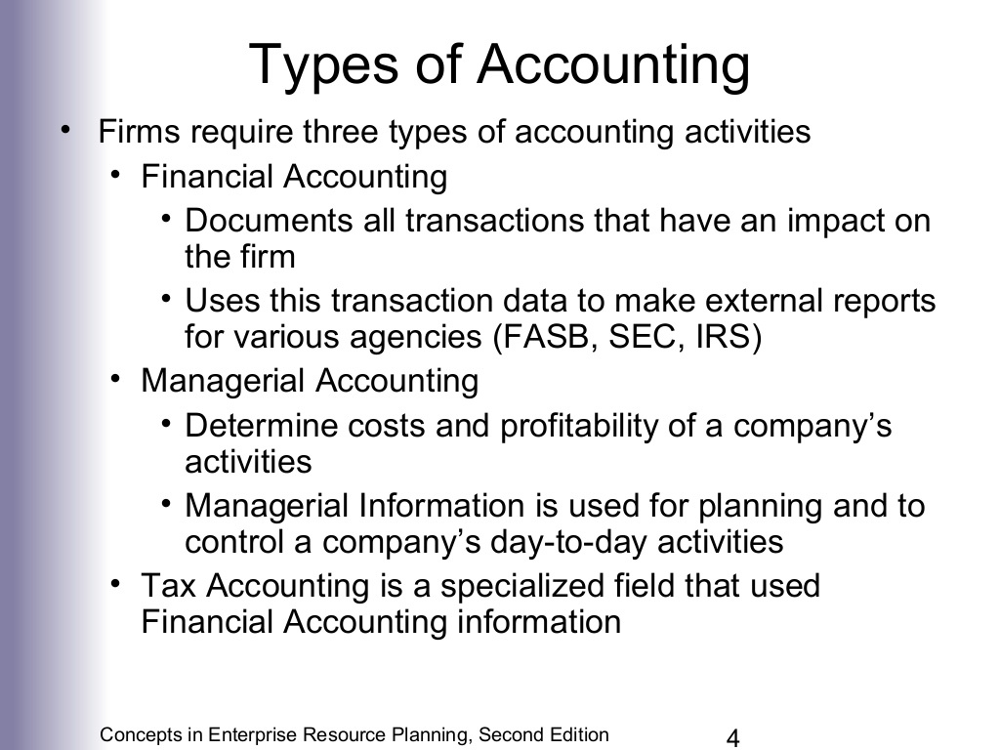 Types of Accounting
• Firms require three types of accounting activities
• Financial Accounting
• Documents all transactions that have an impact on
the firm
• Uses this transaction data to make external reports
for various agencies (FASB, SEC, IRS)
• Managerial Accounting
• Determine costs and profitability of a company’s
activities
• Managerial Information is used for planning and to
control a company’s day-to-day activities
• Tax Accounting is a specialized field that used
Financial Accounting information
Concepts in Enterprise Resource Planning, Second Edition
4